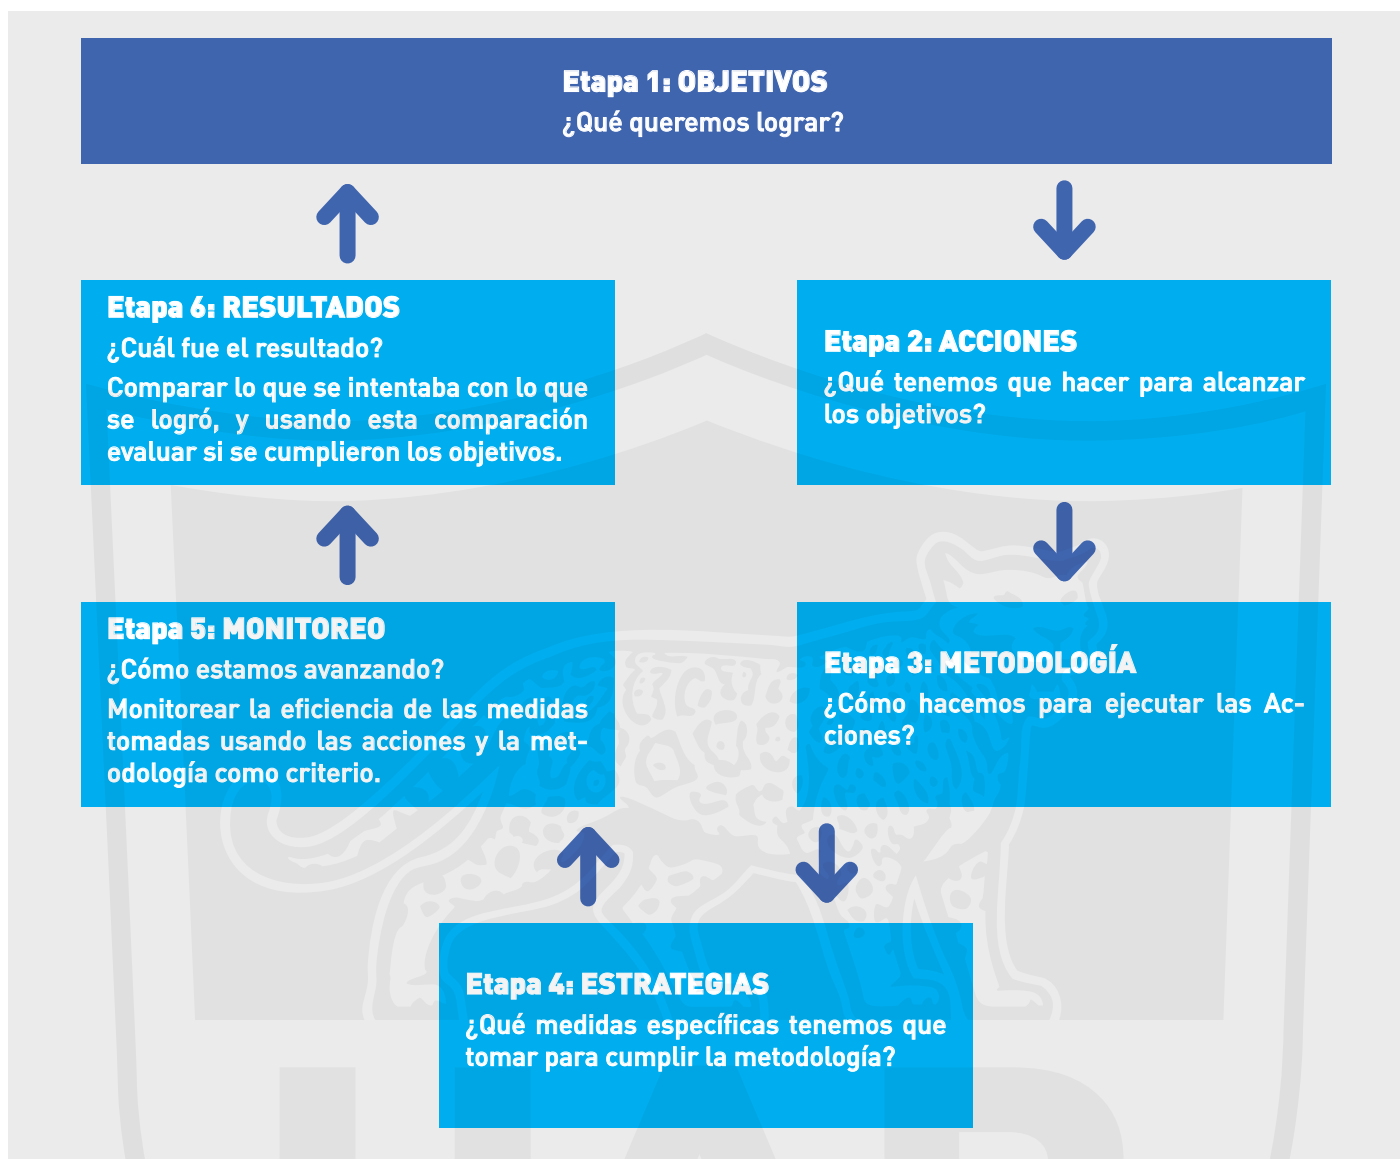 Etapa 1: OBJETIVOS
¿Qué queremos lograr?
Etapa 6: RESULTADOS
¿Cuál fue el resultado?
Comparar lo que se intentaba con lo que
se logró, y usando esta comparación
evaluar si se cumplieron los objetivos.
Etapa 2: ACCIONES
¿Qué tenemos que hacer para alcanzar
los objetivos?
Etapa 5: MONITOREO
¿Cómo estamos avanzando?
Monitorear la eficiencia de las medidas
tomadas usando las acciones y la met-
odología como criterio.
Etapa 3: METODOLOGÍA
¿Cómo hacemos para ejecutar las Ac-
ciones?
Etapa 4: ESTRATEGIAS
¿Qué medidas específicas tenemos que
tomar para cumplir la metodología?